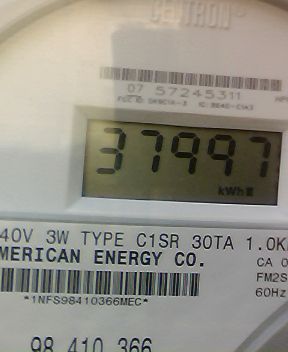 CENTRON
07 57245311
37997
kWh
40V 3W TYPE C1SR 30TA 1.0K
MERICAN ENERGY CO.
CA 0
FM2S
60Hz
*1NFS98410366MEC*
98 410 366